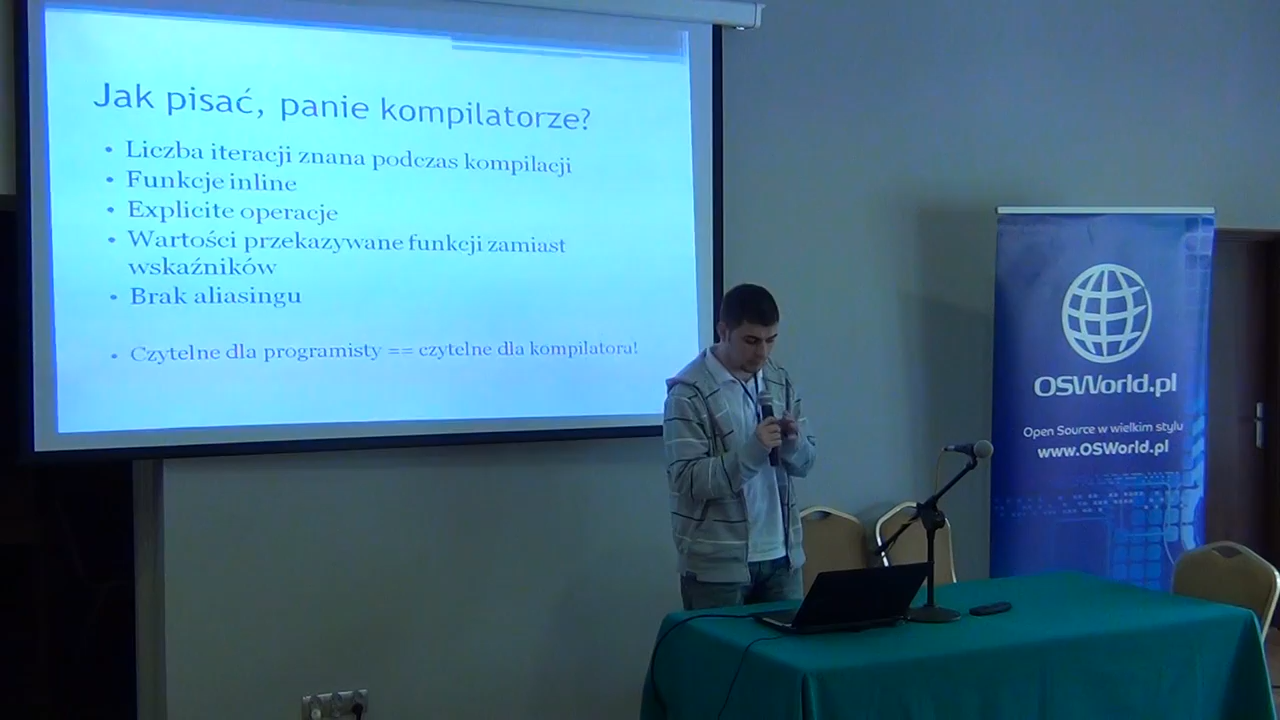 Jak pisać, panie kompilatorze?
• Liczba iteracji znana podczas kompilacji
• Funkcje inline
• Explicite operacje
• Wartości przekazywane funkcji zamiast
wskaźników
• Brak aliasingu
• Czytelne dla programisty == czytelne dla kompilatora!
OSWorld.pl
Open Source w wielkim stylu
www.OSWorld.pl